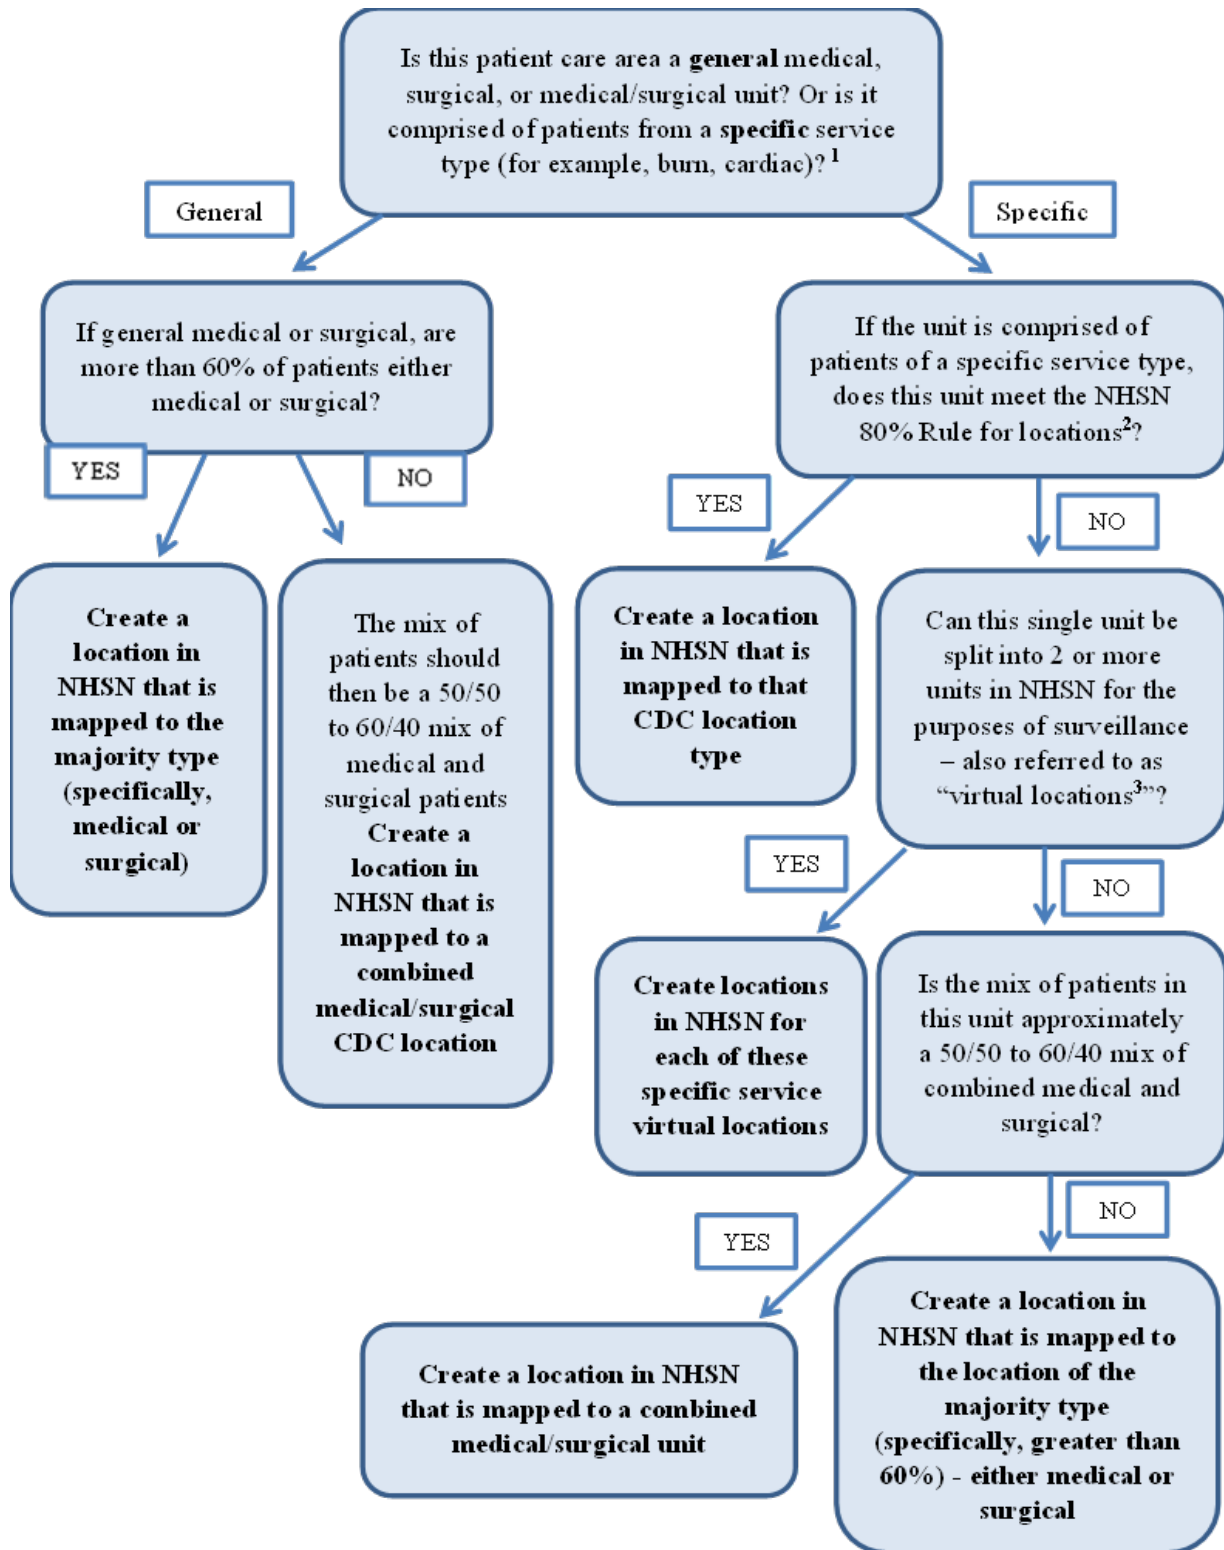 Is this patient care area a general medical,
surgical, or medical/surgical unit? Or is it
comprised of patients from a specific service
type (for example, burn, cardiac)? 1
General
Specific
If general medical or surgical, are
more than 60% of patients either
medical or surgical?
If the unit is comprised of
patients of a specific service type,
does this unit meet the NHSN
80% Rule for locations2?
YES
NO
YES
NO
Create a
location in
NHSN that is
mapped to the
majority type
(specifically,
medical or
surgical)
The mix of
patients should
then be a 50/50
to 60/40 mix of
medical and
surgical patients
Create a
location in
NHSN that is
mapped to a
combined
medical/surgical
CDC location
Create a location
in NHSN that is
mapped to that
CDC location
type
Can this single unit be
split into 2 or more
units in NHSN for the
purposes of surveillance
– also referred to as
“virtual locations3”?
YES
NO
Create locations
in NHSN for
each of these
specific service
virtual locations
Is the mix of patients in
this unit approximately
a 50/50 to 60/40 mix of
combined medical and
surgical?
YES
NO
Create a location in NHSN
that is mapped to a combined
medical/surgical unit
Create a location in
NHSN that is mapped to
the location of the
majority type
(specifically, greater than
60%) - either medical or
surgical